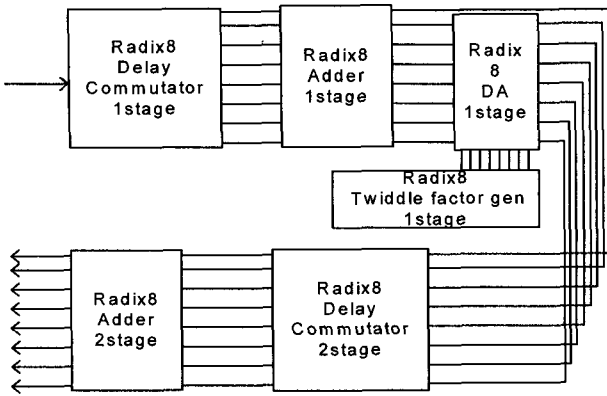 Radix8
Delay
Commutator
1stage
Radix8
Adder
1stage
Radix
8
DA
1stage
Radix8
Twiddle factor gen
1stage
Radix8
Adder
2stage
Radix8
Delay
Commutator
2stage